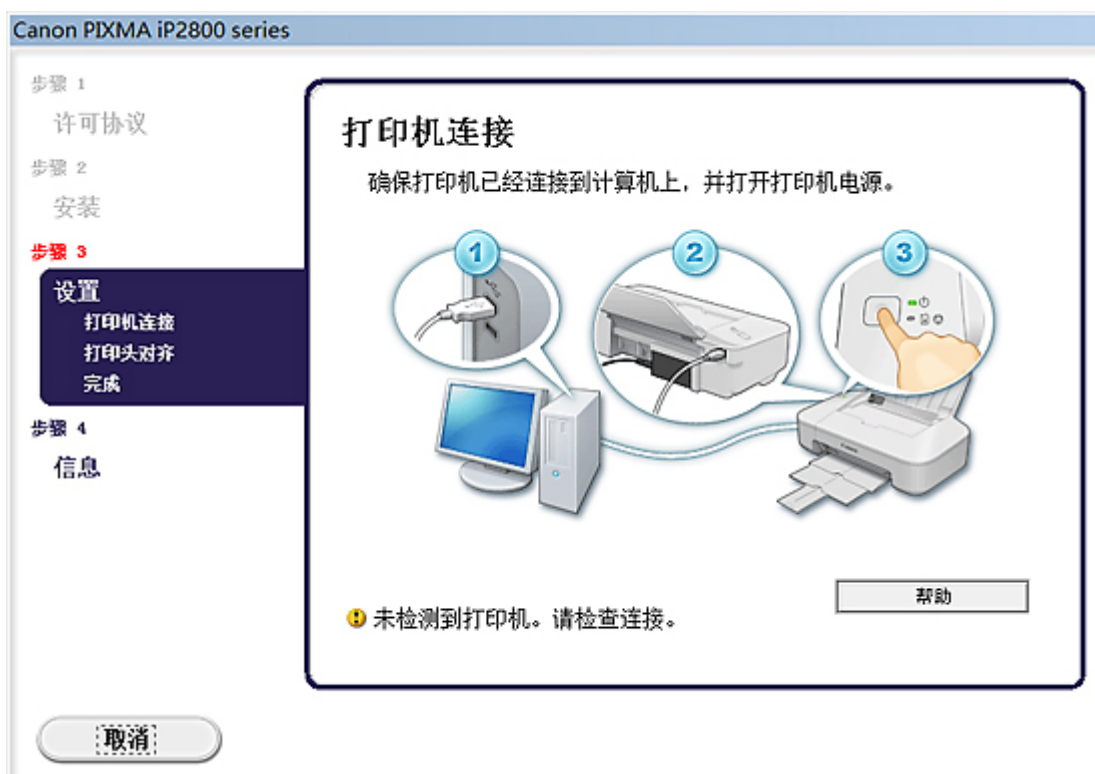 Canon PIXMA iP2800 series
步骤 1
许可协议
步骤 2
安装
步骤 3
设置
打印机连接
打印头对齐
完成
步骤 4
信息
打印机连接
确保打印机已经连接到计算机上，并打开打印机电源。
1
2
3
未检测到打印机。请检查连接。
帮助
取消